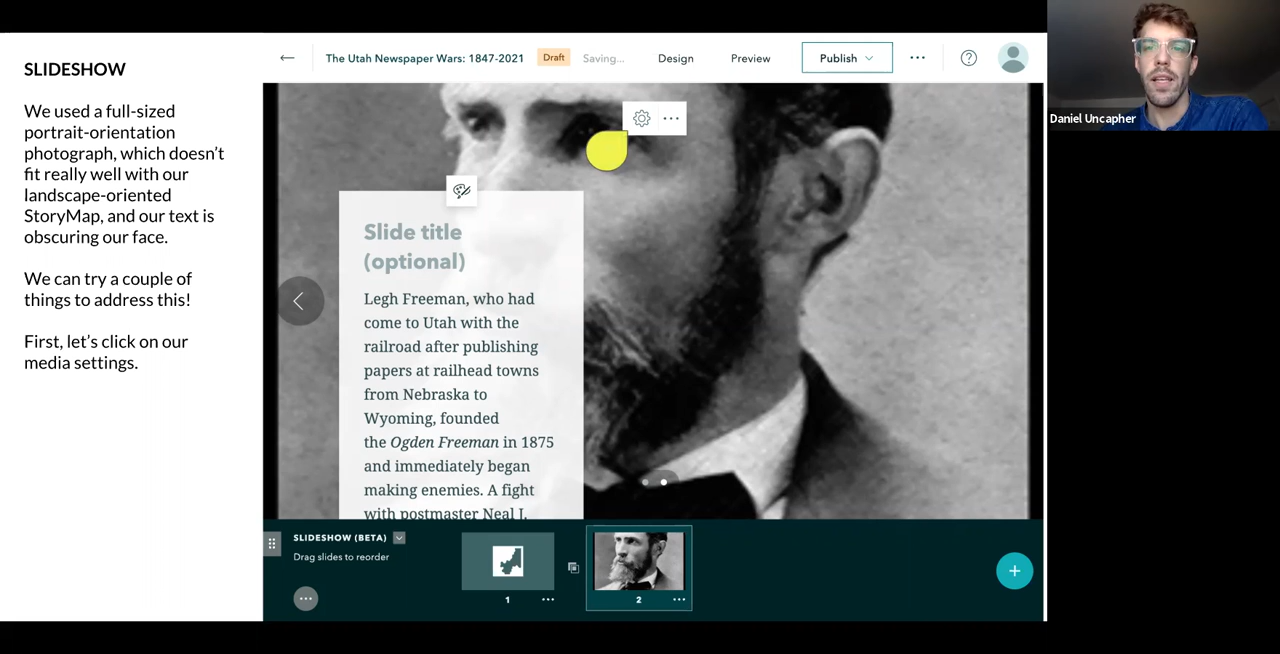 SLIDESHOW
We used a full-sized
portrait-orientation
photograph, which doesn’t
fit really well with our
landscape-oriented
StoryMap, and our text is
obscuring our face.
We can try a couple of
things to address this!
First, let’s click on our
media settings.
The Utah Newspaper Wars: 1847-2021 Draft Saving... Design Preview Publish
Daniel Uncapher
Slide title
(optional)
Legh Freeman, who had
come to Utah with the
railroad after publishing
papers at railhead towns
from Nebraska to
Wyoming, founded
the Ogden Freeman in 1875
and immediately began
making enemies. A fight
with postmaster Neal J.
SLIDESHOW (BETA)
Drag slides to reorder
1
2